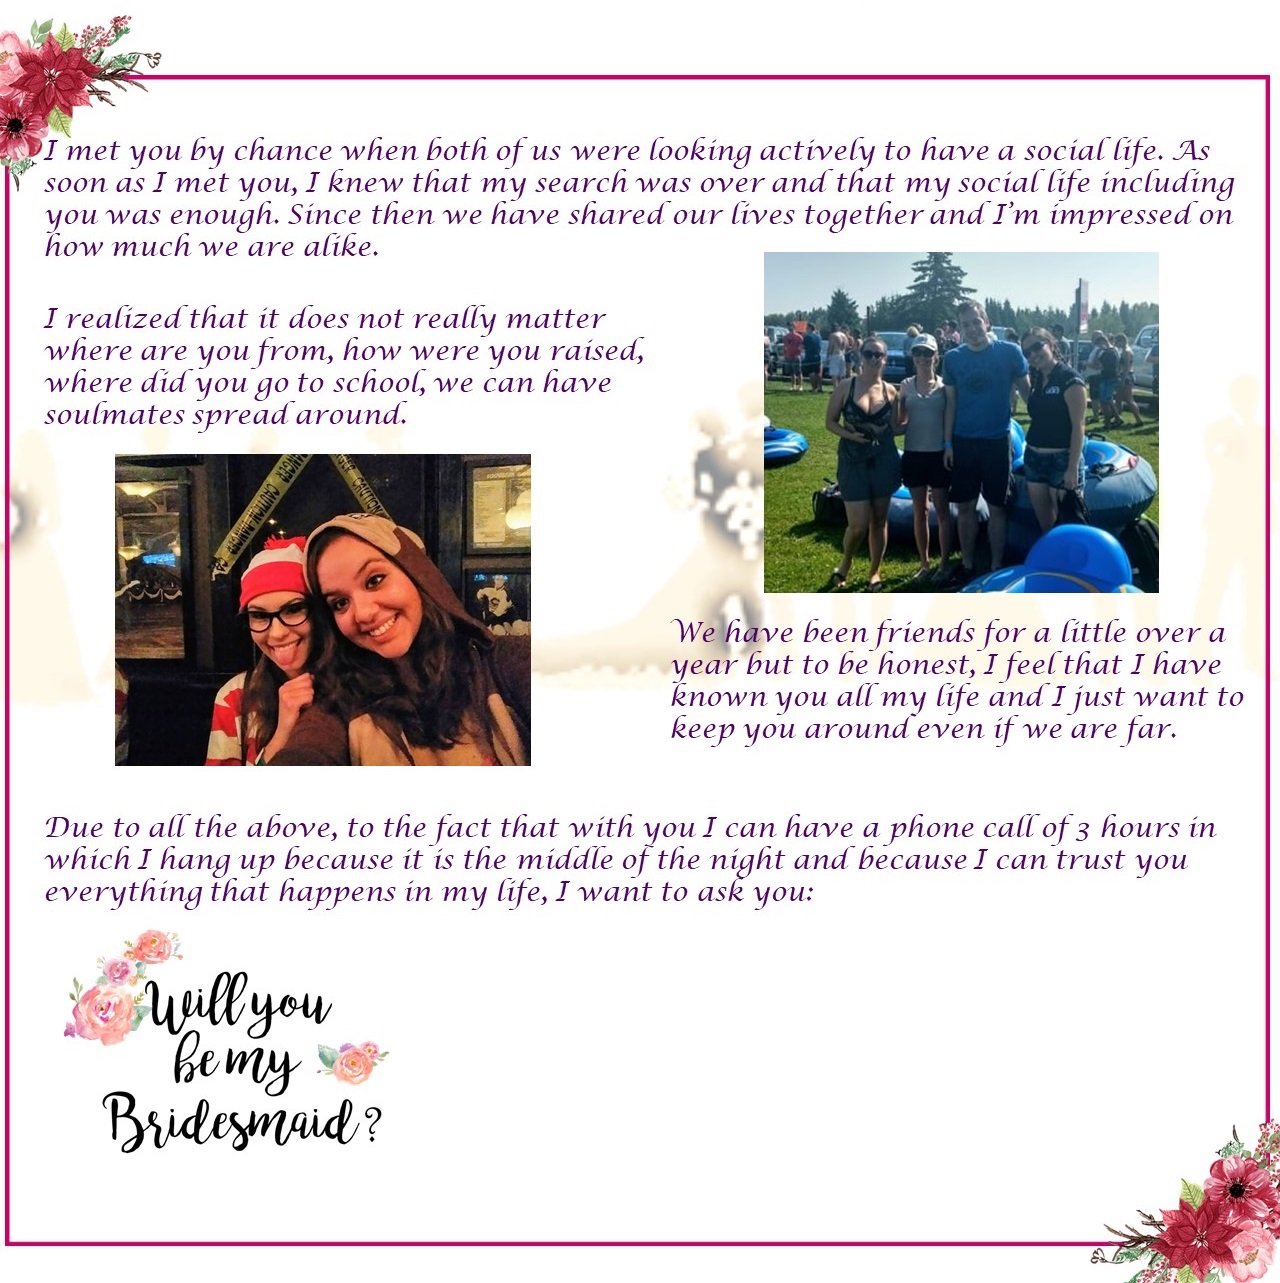 I met you by chance when both of us were looking actively to have a social life. As
soon as I met you, I knew that my search was over and that my social life including
you was enough. Since then we have shared our lives together and I'm impressed on
how much we are alike.
I realized that it does not really matter
where are you from, how were you raised,
where did you go to school, we can have
soulmates spread around.
We have been friends for a little over a
year but to be honest, I feel that I have
known you all my life and I just want to
keep you around even if we are far.
Due to all the above, to the fact that with you I can have a phone call of 3 hours in
which I hang up because it is the middle of the night and because I can trust you
everything that happens in my life, I want to ask you:
Will you
be my
Bridesmaid?